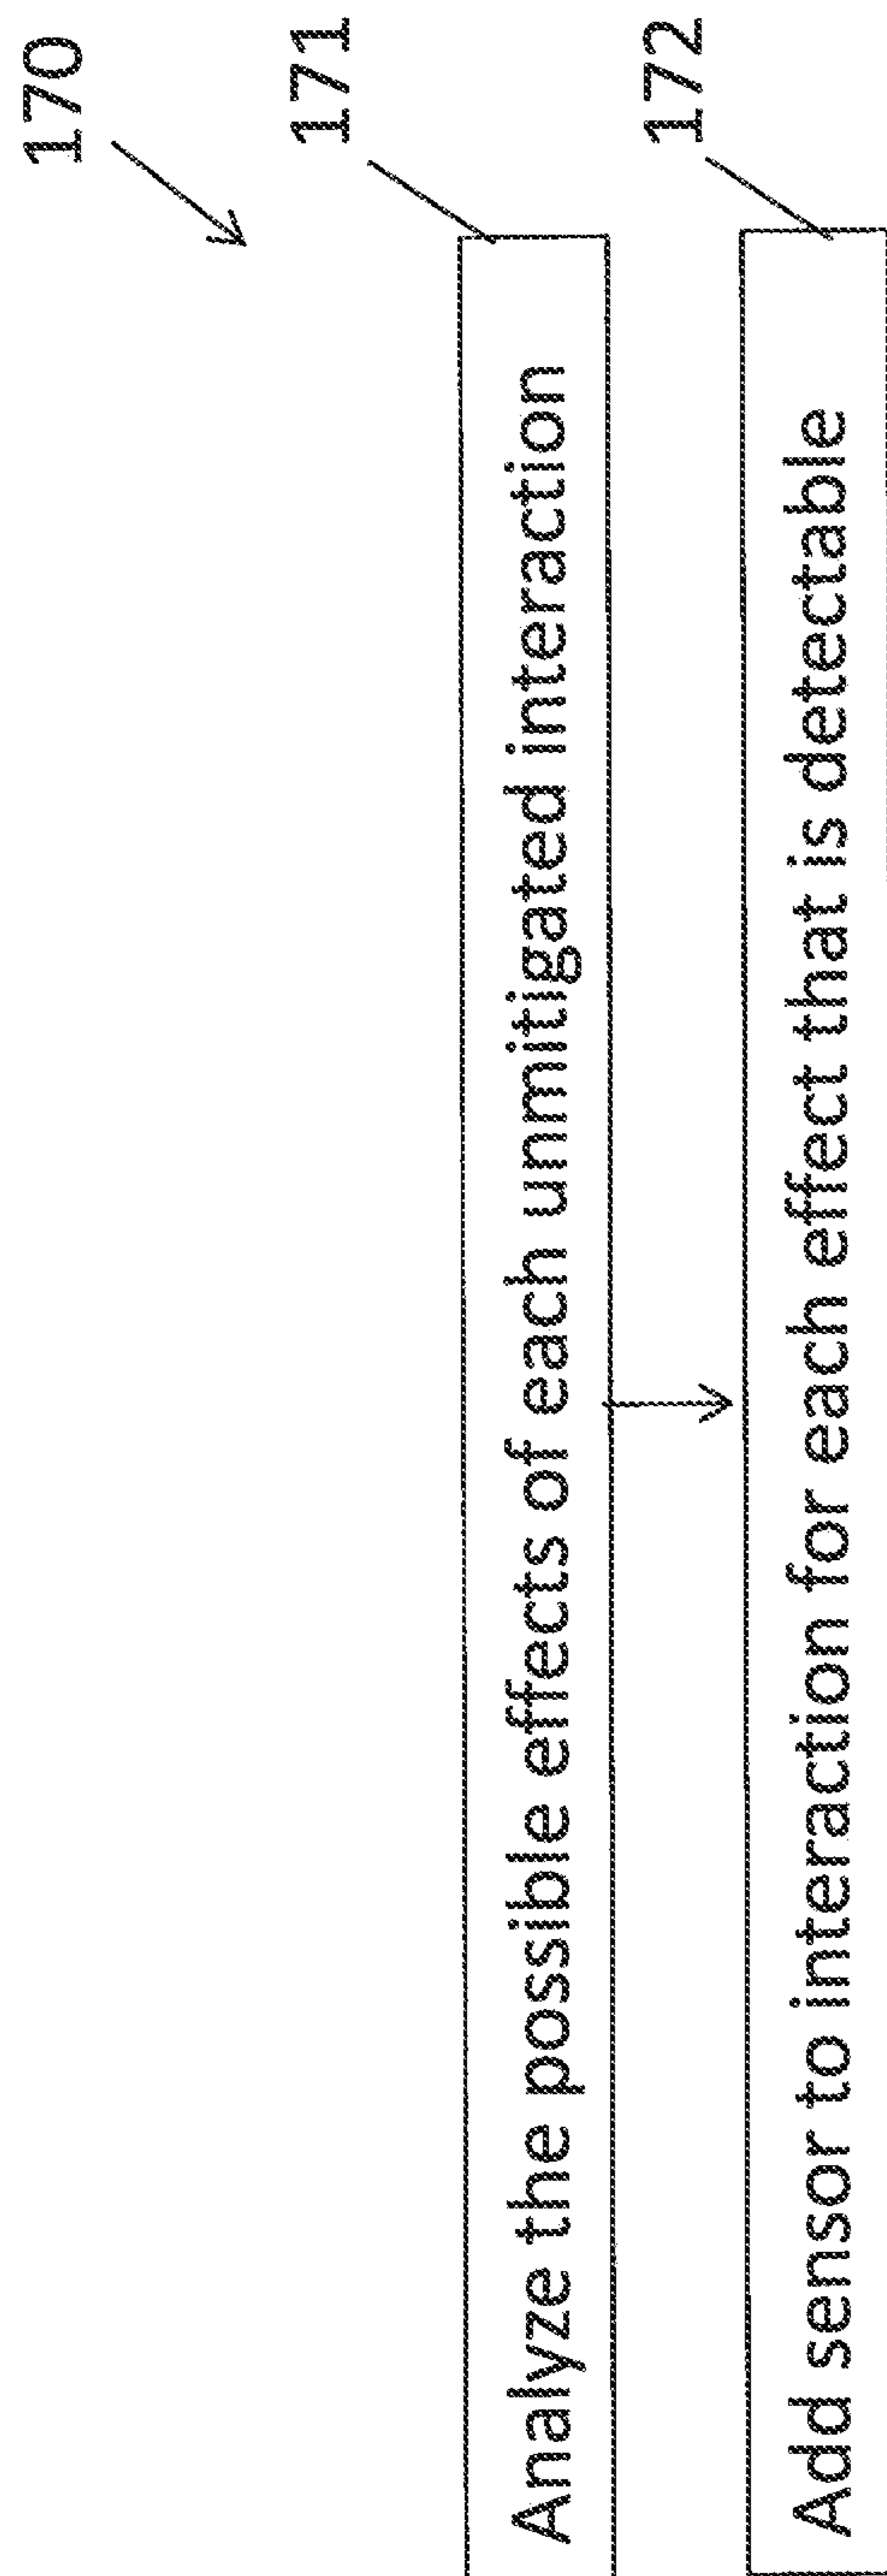 170
171
Analyze the possible effects of each unmitigated interaction
172
Add sensor to interaction for each effect that is detectable